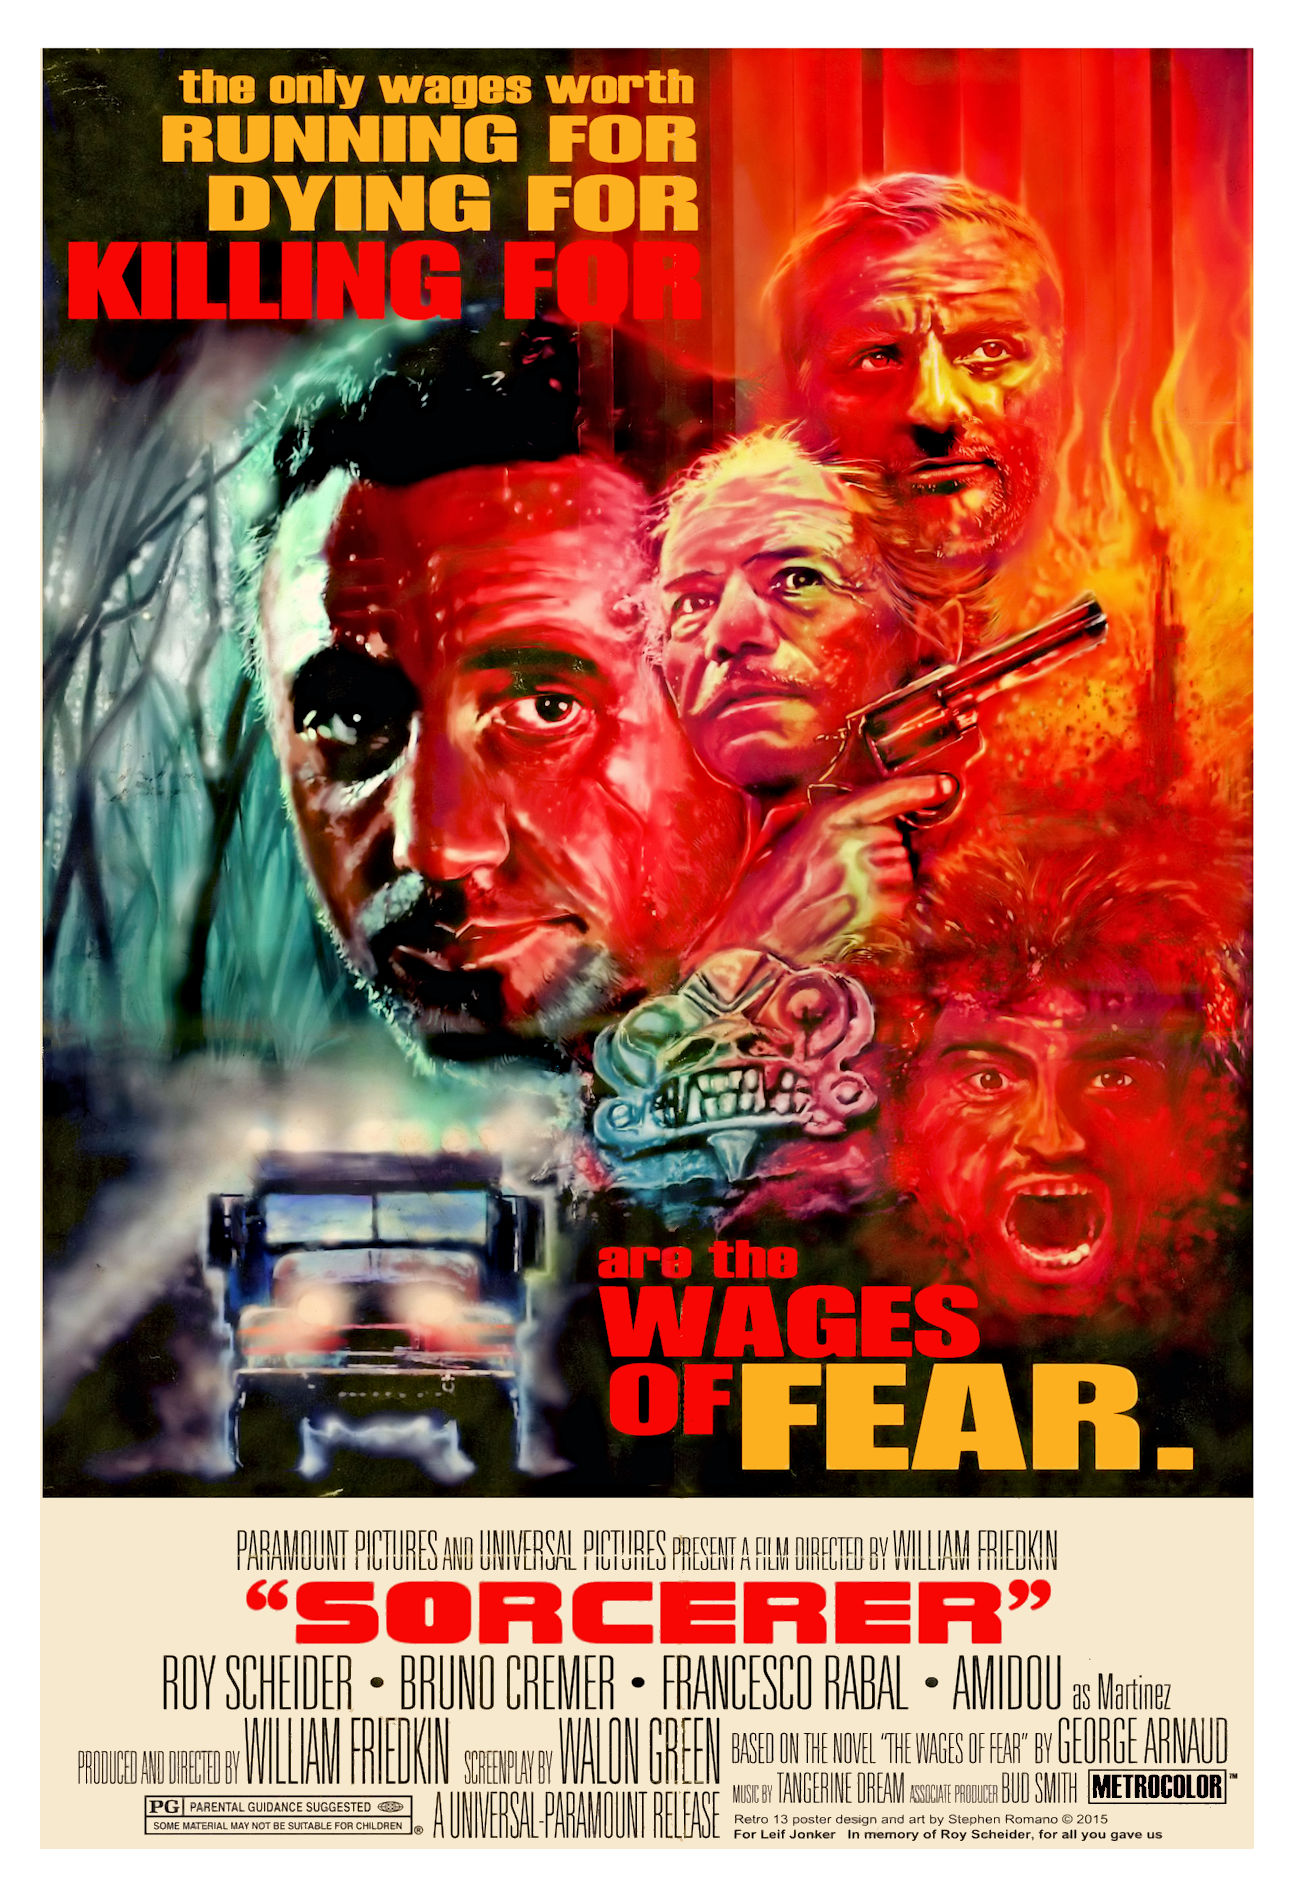 the only wages worth
RUNNING FOR
DYING FOR
KILLING FOR
are the
WAGES
OF FEAR.
PARAMOUNT PICTURES AND UNIVERSAL PICTURES PRESENT A FILM DIRECTED BY WILLIAM FRIEDKIN
“SORCERER”
ROY SCHEIDER • BRUNO CREMER • FRANCESCO RABAL • AMIDOU as Martinez
PRODUCED AND DIRECTED BY WILLIAM FRIEDKIN SCREENPLAY BY WALON GREEN BASED ON THE NOVEL "THE WAGES OF FEAR" BY GEORGE ARNAUD
MUSIC BY TANGERINE DREAM ASSOCIATE PRODUCER BUD SMITH METROCOLOR ™
PG PARENTAL GUIDANCE SUGGESTED
SOME MATERIAL MAY NOT BE SUITABLE FOR CHILDREN ®
A UNIVERSAL-PARAMOUNT RELEASE
Retro 13 poster design and art by Stephen Romano © 2015
For Leif Jonker In memory of Roy Scheider, for all you gave us